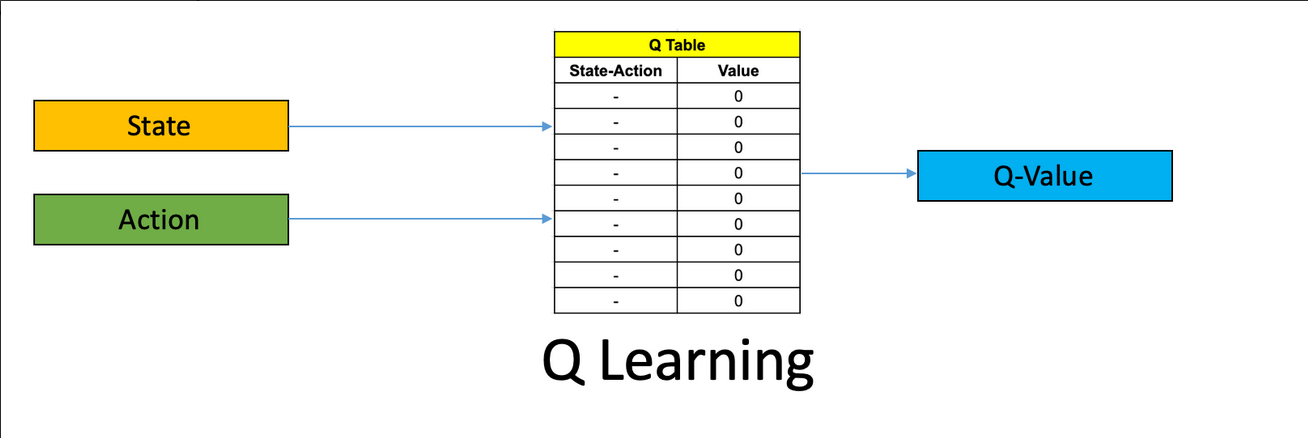 Q Table
State-Action Value
- 0
- 0
- 0
- 0
- 0
- 0
- 0
- 0
- 0
State
Action
Q-Value
Q Learning